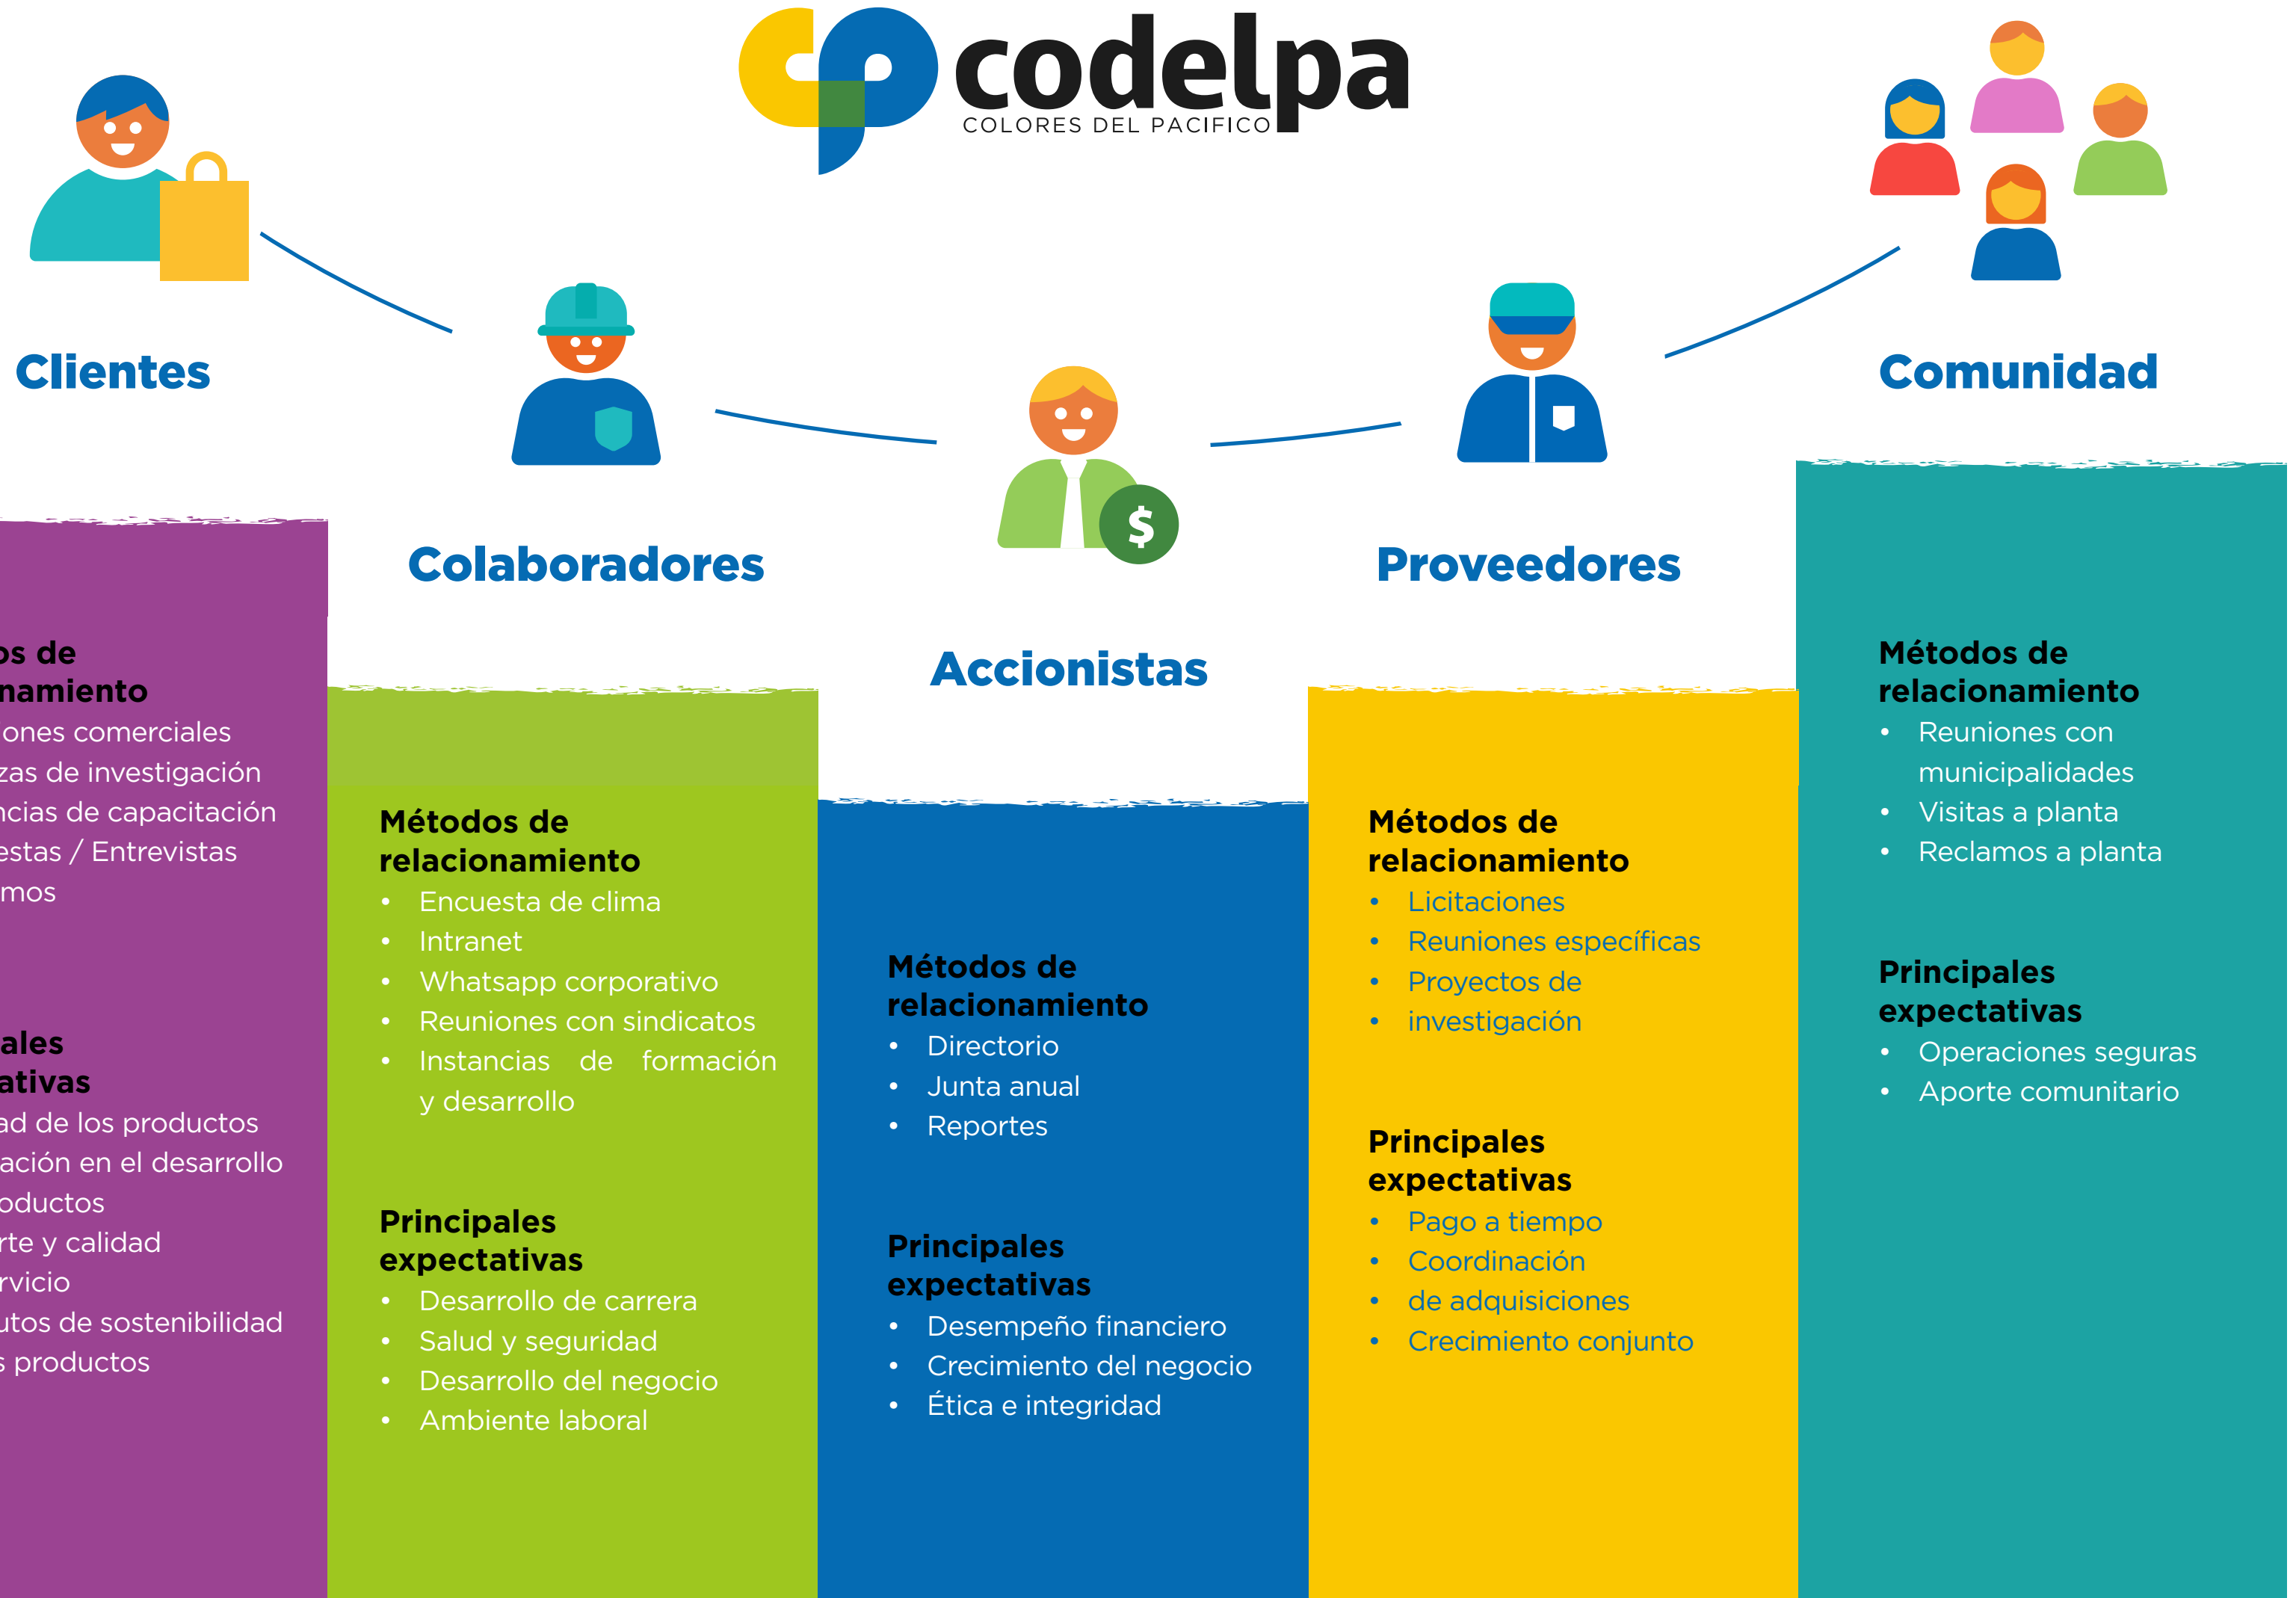 codelpa
COLORES DEL PACIFICO
Clientes
os de
namiento
iones comerciales
zas de investigación
ncias de capacitación
estas / Entrevistas
mos
ales
ativas
ad de los productos
ación en el desarrollo
oductos
rte y calidad
rvicio
utos de sostenibilidad
s productos
Colaboradores
Métodos de
relacionamiento
• Encuesta de clima
• Intranet
• Whatsapp corporativo
• Reuniones con sindicatos
• Instancias de formación
y desarrollo
Principales
expectativas
• Desarrollo de carrera
• Salud y seguridad
• Desarrollo del negocio
• Ambiente laboral
$
Accionistas
Métodos de
relacionamiento
• Directorio
• Junta anual
• Reportes
Principales
expectativas
• Desempeño financiero
• Crecimiento del negocio
• Ética e integridad
Proveedores
Métodos de
relacionamiento
• Licitaciones
• Reuniones específicas
• Proyectos de
• investigación
Principales
expectativas
• Pago a tiempo
• Coordinación
• de adquisiciones
• Crecimiento conjunto
Comunidad
Métodos de
relacionamiento
• Reuniones con
municipalidades
• Visitas a planta
• Reclamos a planta
Principales
expectativas
• Operaciones seguras
• Aporte comunitario